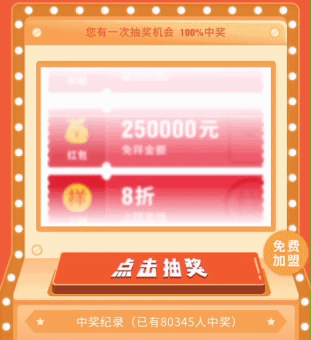 您有一次抽奖机会 100%中奖
250000元
红包
免样金额
样
8折
免费
加盟
点击抽奖
中奖纪录（已有80345人中奖）